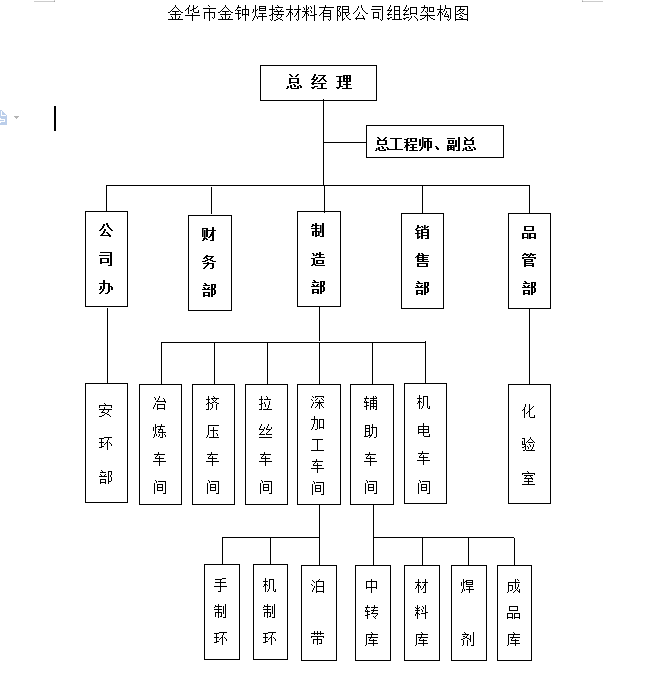 金华市金钟焊接材料有限公司组织架构图
总经理
总工程师、副总
公司办
财务部
制造部
销售部
品管部
安环部
冶炼车间
挤压车间
拉丝车间
深加工车间
辅助车间
机电车间
化验室
手制环
机制环
泊带
中转库
材料库
焊剂
成品库